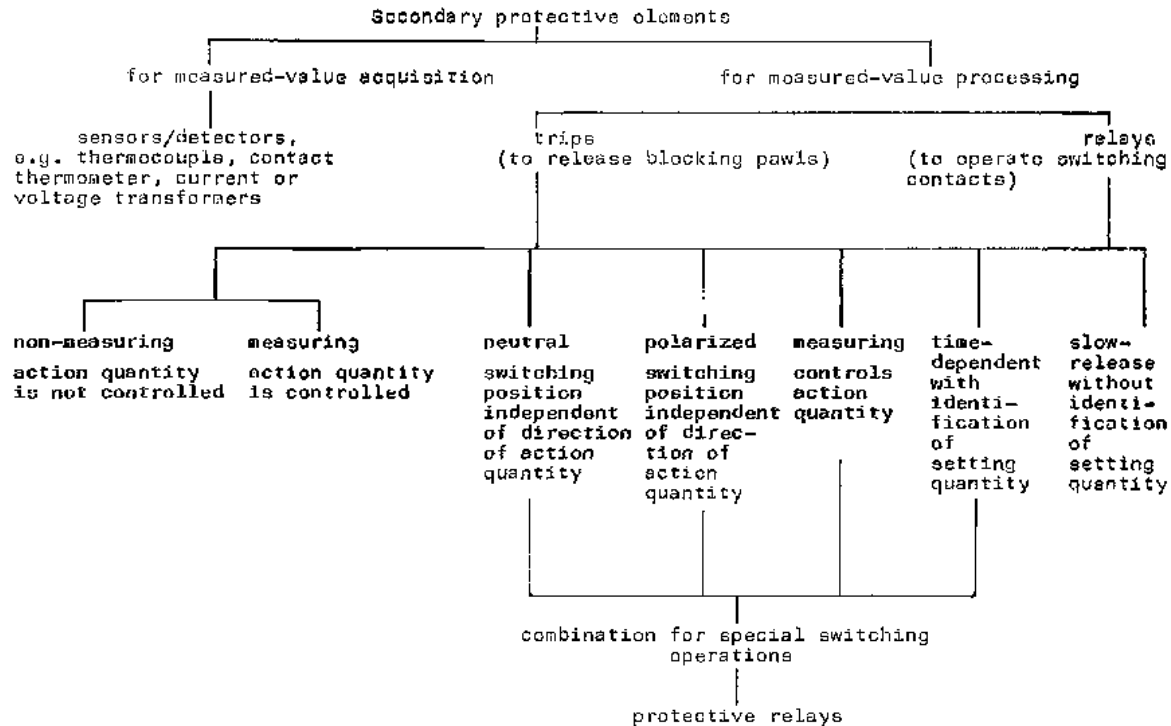 Secondary protective elements
for measured-value acquisition
for measured-value processing
sensors/detectors,
e.g. thermocouple, contact
thermometer, current or
voltage transformers
trips
(to release blocking pawls)
relays
(to operate switching
contacts)
non-measuring
action quantity
is not controlled
measuring
action quantity
is controlled
neutral
switching
position
independent
of direction
of action
quantity
polarized
switching
position
independent
of direc-
tion of
action
quantity
measuring
controls
action
quantity
time-
dependent
with
identi-
fication
of
setting
quantity
slow-
release
without
identi-
fication
of
setting
quantity
combination for special switching
operations
protective relays